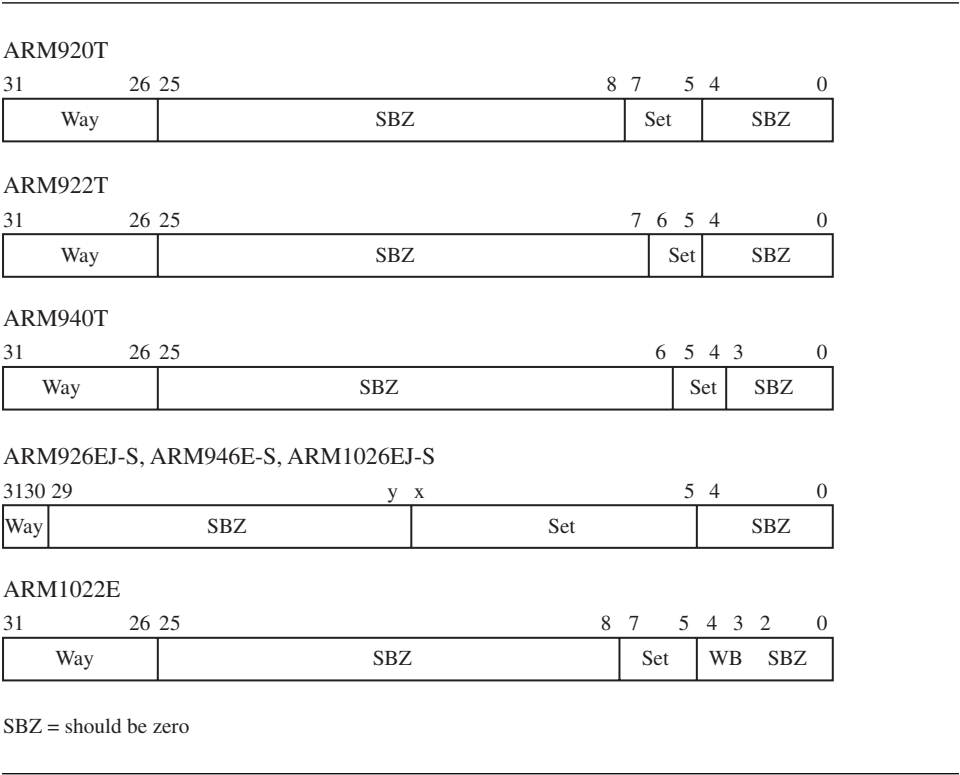 ARM920T
31 26 25 8 7 5 4 0
Way SBZ Set SBZ
ARM922T
31 26 25 7 6 5 4 0
Way SBZ Set SBZ
ARM940T
31 26 25 6 5 4 3 0
Way SBZ Set SBZ
ARM926EJ-S, ARM946E-S, ARM1026EJ-S
3130 29 y x 5 4 0
Way SBZ Set SBZ
ARM1022E
31 26 25 8 7 5 4 3 2 0
Way SBZ Set WB SBZ
SBZ = should be zero